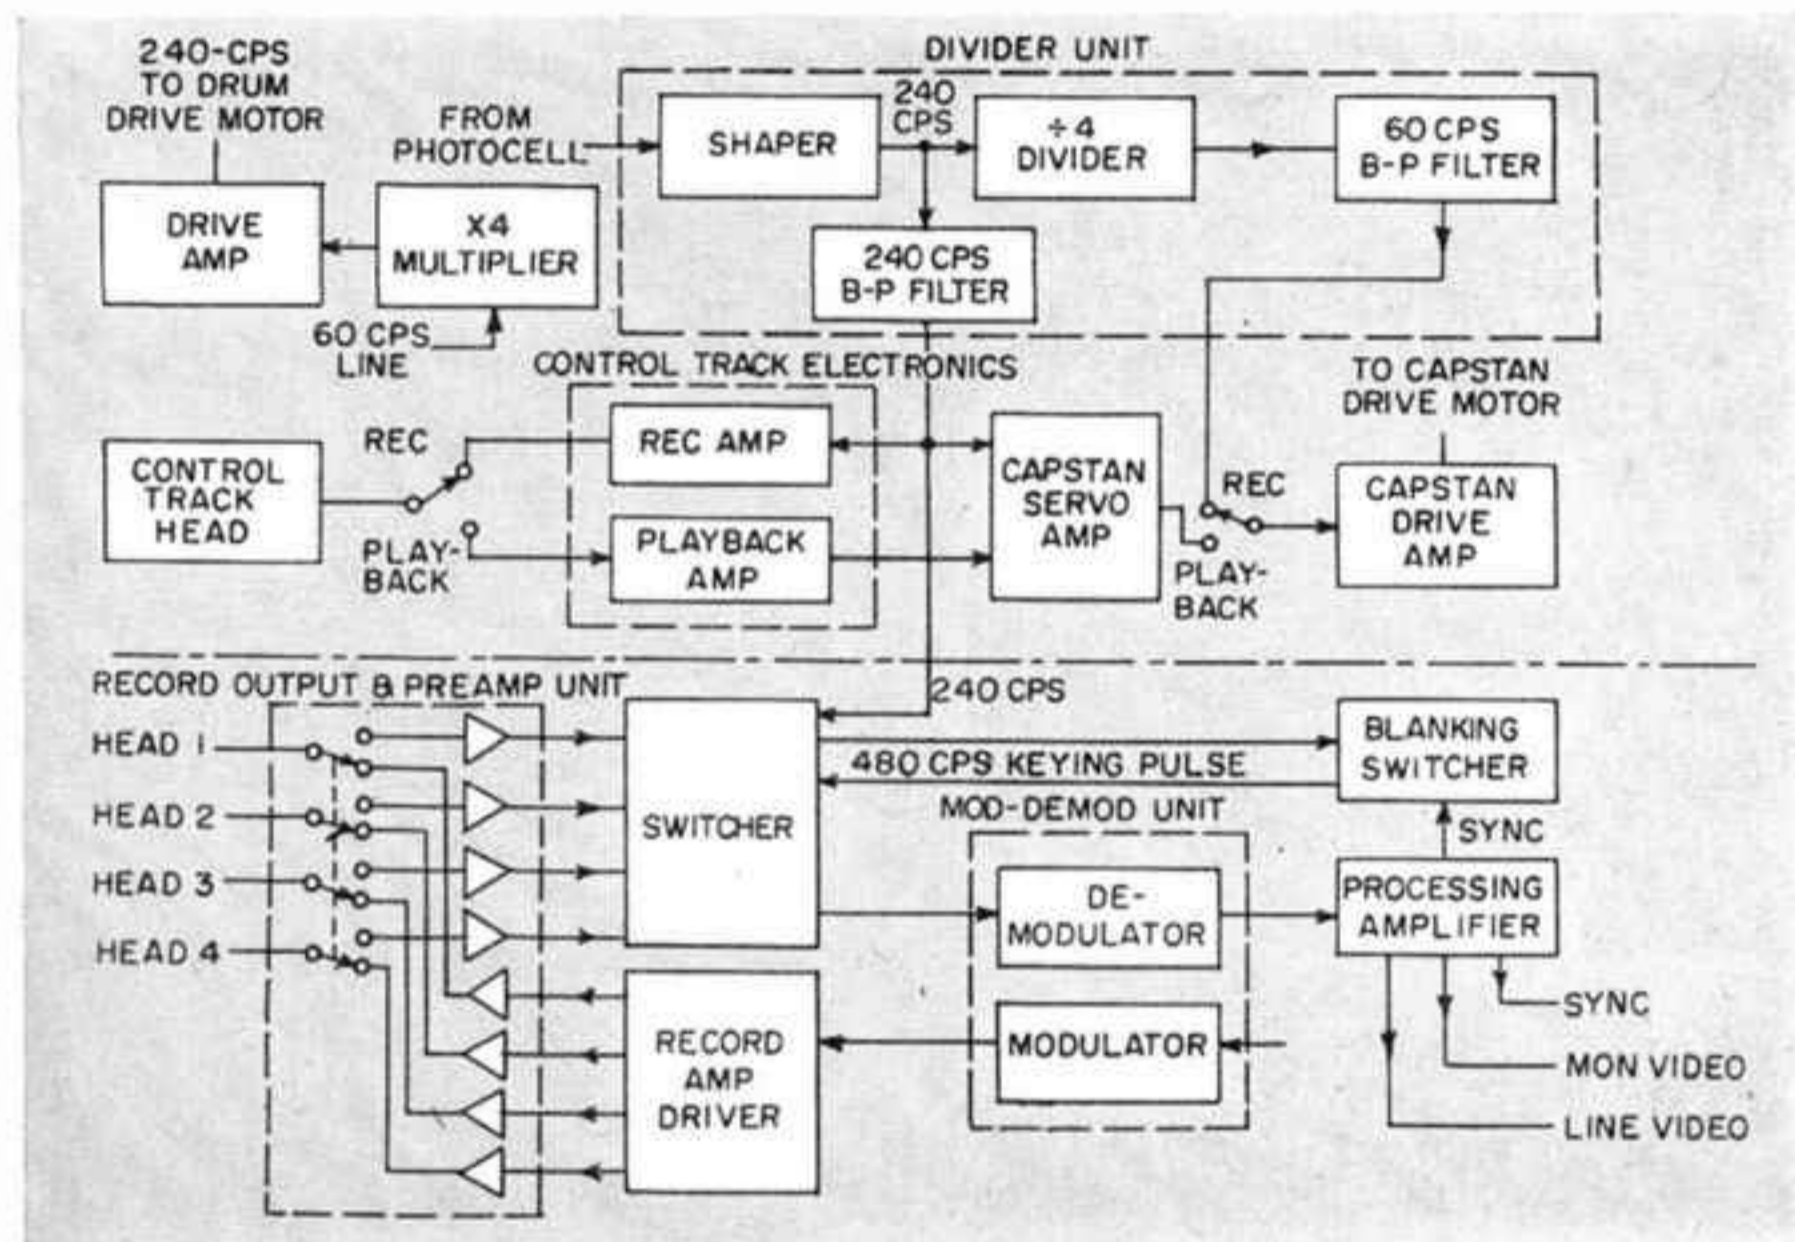 240-CPS
TO DRUM
DRIVE MOTOR
FROM
PHOTOCELL
DIVIDER UNIT
SHAPER
240
CPS
÷4
DIVIDER
60 CPS
B-P FILTER
DRIVE
AMP
X4
MULTIPLIER
240 CPS
B-P FILTER
60 CPS
LINE
CONTROL TRACK ELECTRONICS
TO CAPSTAN
DRIVE MOTOR
CONTROL
TRACK
HEAD
REC
PLAY-
BACK
REC AMP
PLAYBACK
AMP
CAPSTAN
SERVO
AMP
REC
PLAY-
BACK
CAPSTAN
DRIVE
AMP
RECORD OUTPUT & PREAMP UNIT
240 CPS
HEAD 1
HEAD 2
HEAD 3
HEAD 4
SWITCHER
480 CPS KEYING PULSE
BLANKING
SWITCHER
MOD-DEMOD UNIT
SYNC
DE-
MODULATOR
PROCESSING
AMPLIFIER
MODULATOR
RECORD
AMP
DRIVER
SYNC
MON VIDEO
LINE VIDEO